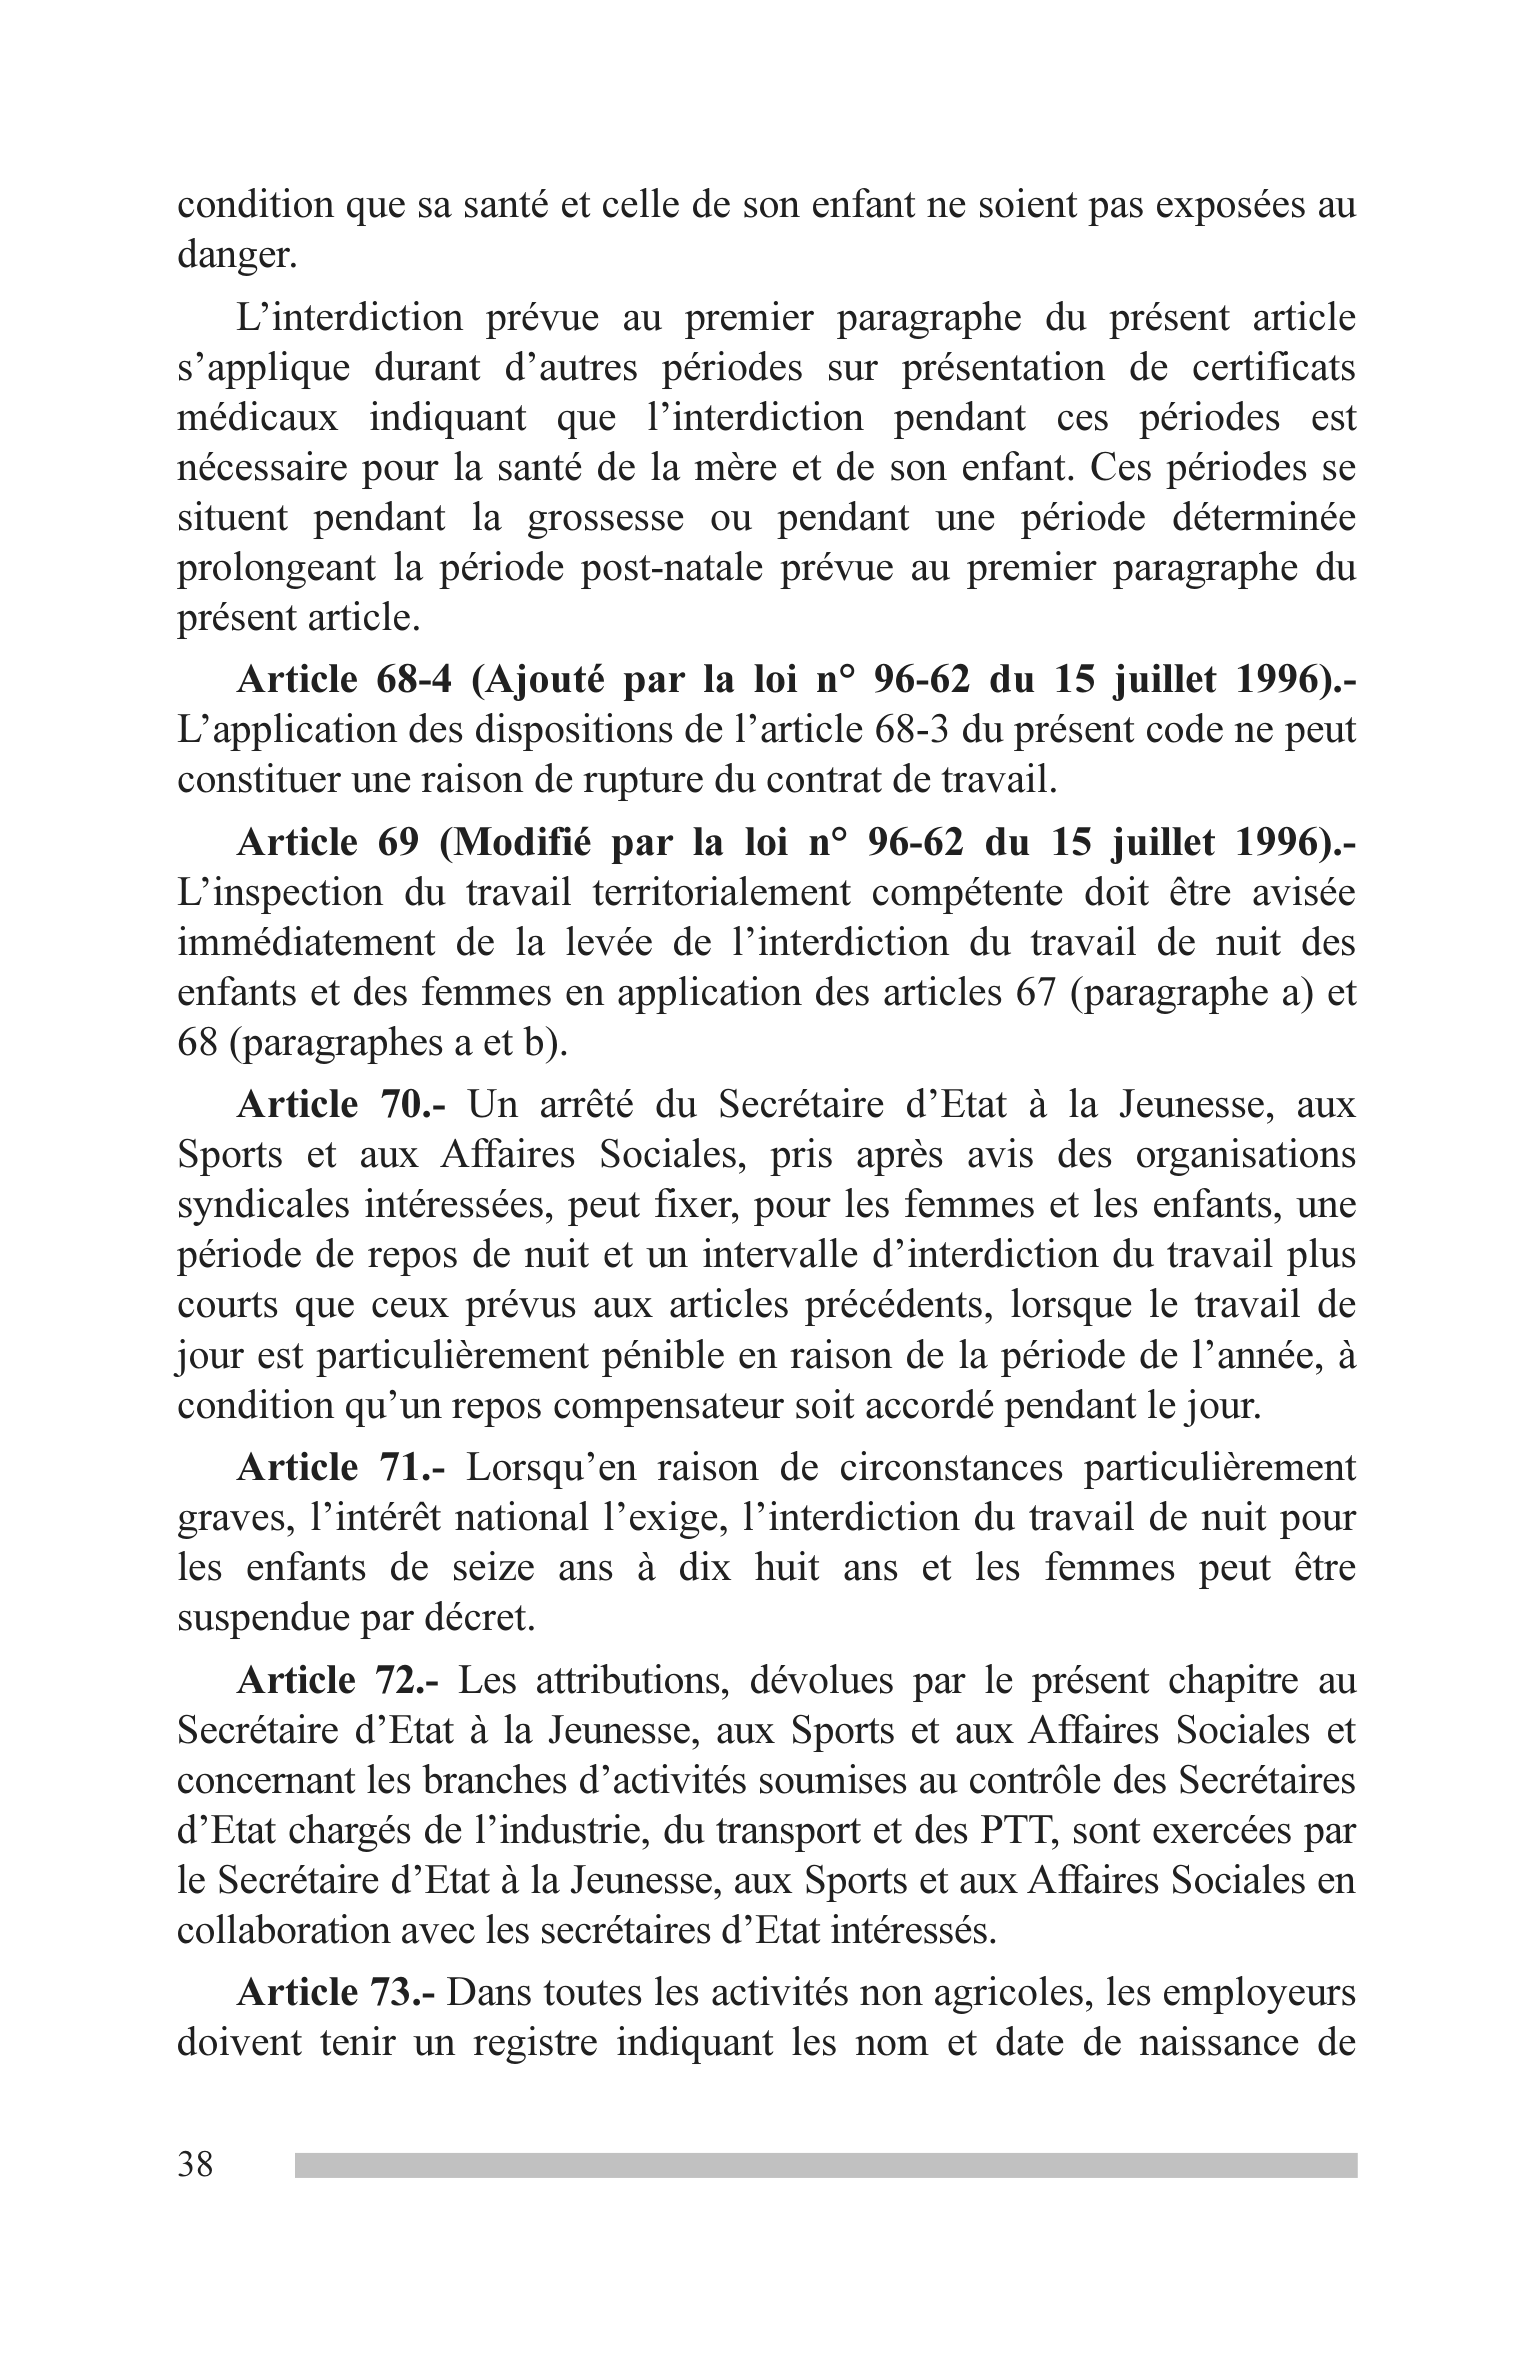 condition que sa santé et celle de son enfant ne soient pas exposées au
danger.
L’interdiction prévue au premier paragraphe du présent article
s’applique durant d’autres périodes sur présentation de certificats
médicaux indiquant que l’interdiction pendant ces périodes est
nécessaire pour la santé de la mère et de son enfant. Ces périodes se
situent pendant la grossesse ou pendant une période déterminée
prolongeant la période post-natale prévue au premier paragraphe du
présent article.
Article 68-4 (Ajouté par la loi n° 96-62 du 15 juillet 1996).-
L’application des dispositions de l’article 68-3 du présent code ne peut
constituer une raison de rupture du contrat de travail.
Article 69 (Modifié par la loi n° 96-62 du 15 juillet 1996).-
L’inspection du travail territorialement compétente doit être avisée
immédiatement de la levée de l’interdiction du travail de nuit des
enfants et des femmes en application des articles 67 (paragraphe a) et
68 (paragraphes a et b).
Article 70.- Un arrêté du Secrétaire d’Etat à la Jeunesse, aux
Sports et aux Affaires Sociales, pris après avis des organisations
syndicales intéressées, peut fixer, pour les femmes et les enfants, une
période de repos de nuit et un intervalle d’interdiction du travail plus
courts que ceux prévus aux articles précédents, lorsque le travail de
jour est particulièrement pénible en raison de la période de l’année, à
condition qu’un repos compensateur soit accordé pendant le jour.
Article 71.- Lorsqu’en raison de circonstances particulièrement
graves, l’intérêt national l’exige, l’interdiction du travail de nuit pour
les enfants de seize ans à dix huit ans et les femmes peut être
suspendue par décret.
Article 72.- Les attributions, dévolues par le présent chapitre au
Secrétaire d’Etat à la Jeunesse, aux Sports et aux Affaires Sociales et
concernant les branches d’activités soumises au contrôle des Secrétaires
d’Etat chargés de l’industrie, du transport et des PTT, sont exercées par
le Secrétaire d’Etat à la Jeunesse, aux Sports et aux Affaires Sociales en
collaboration avec les secrétaires d’Etat intéressés.
Article 73.- Dans toutes les activités non agricoles, les employeurs
doivent tenir un registre indiquant les nom et date de naissance de
38